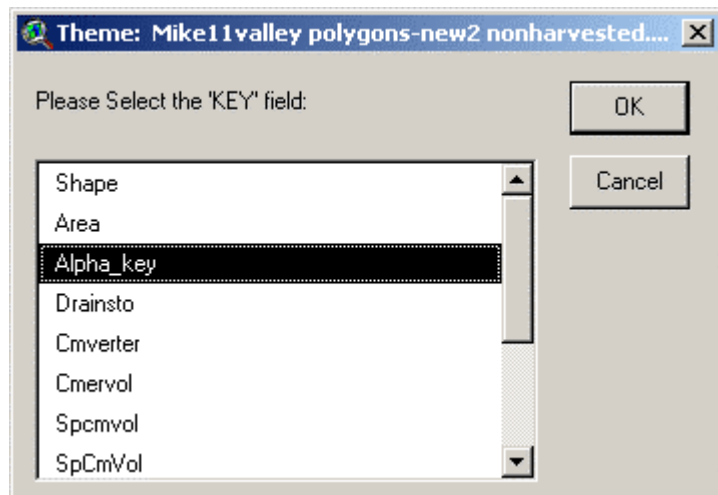 Theme: Mike11valley polygons-new2 nonharvested....
Please Select the 'KEY' field:
OK
Cancel
Shape
Area
Alpha_key
Drainsto
Cmverter
Cmervol
Spcmvol
SpCmVol